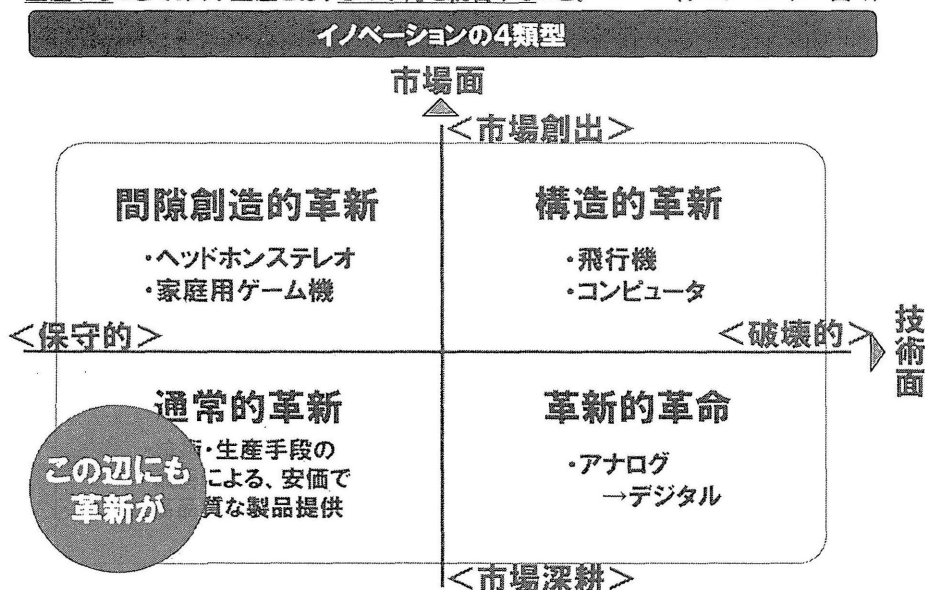 イノベーションの4類型
市場面
<市場創出>
間隙創造的革新
・ヘッドホンステレオ
・家庭用ゲーム機
構造的革新
・飛行機
・コンピュータ
<保守的>
<破壊的>
技術面
通常的革新
・生産手段の
による、安価で
質な製品提供
この辺にも
革新が
革新的革命
・アナログ
→デジタル
<市場深耕>